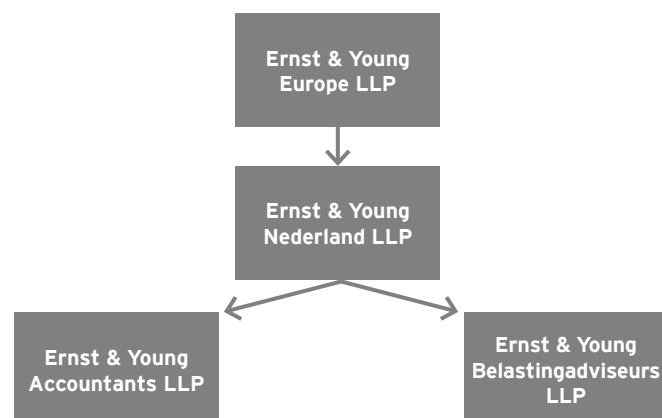 Ernst & Young
Europe LLP
Ernst & Young
Nederland LLP
Ernst & Young
Accountants LLP
Ernst & Young
Belastingadviseurs
LLP